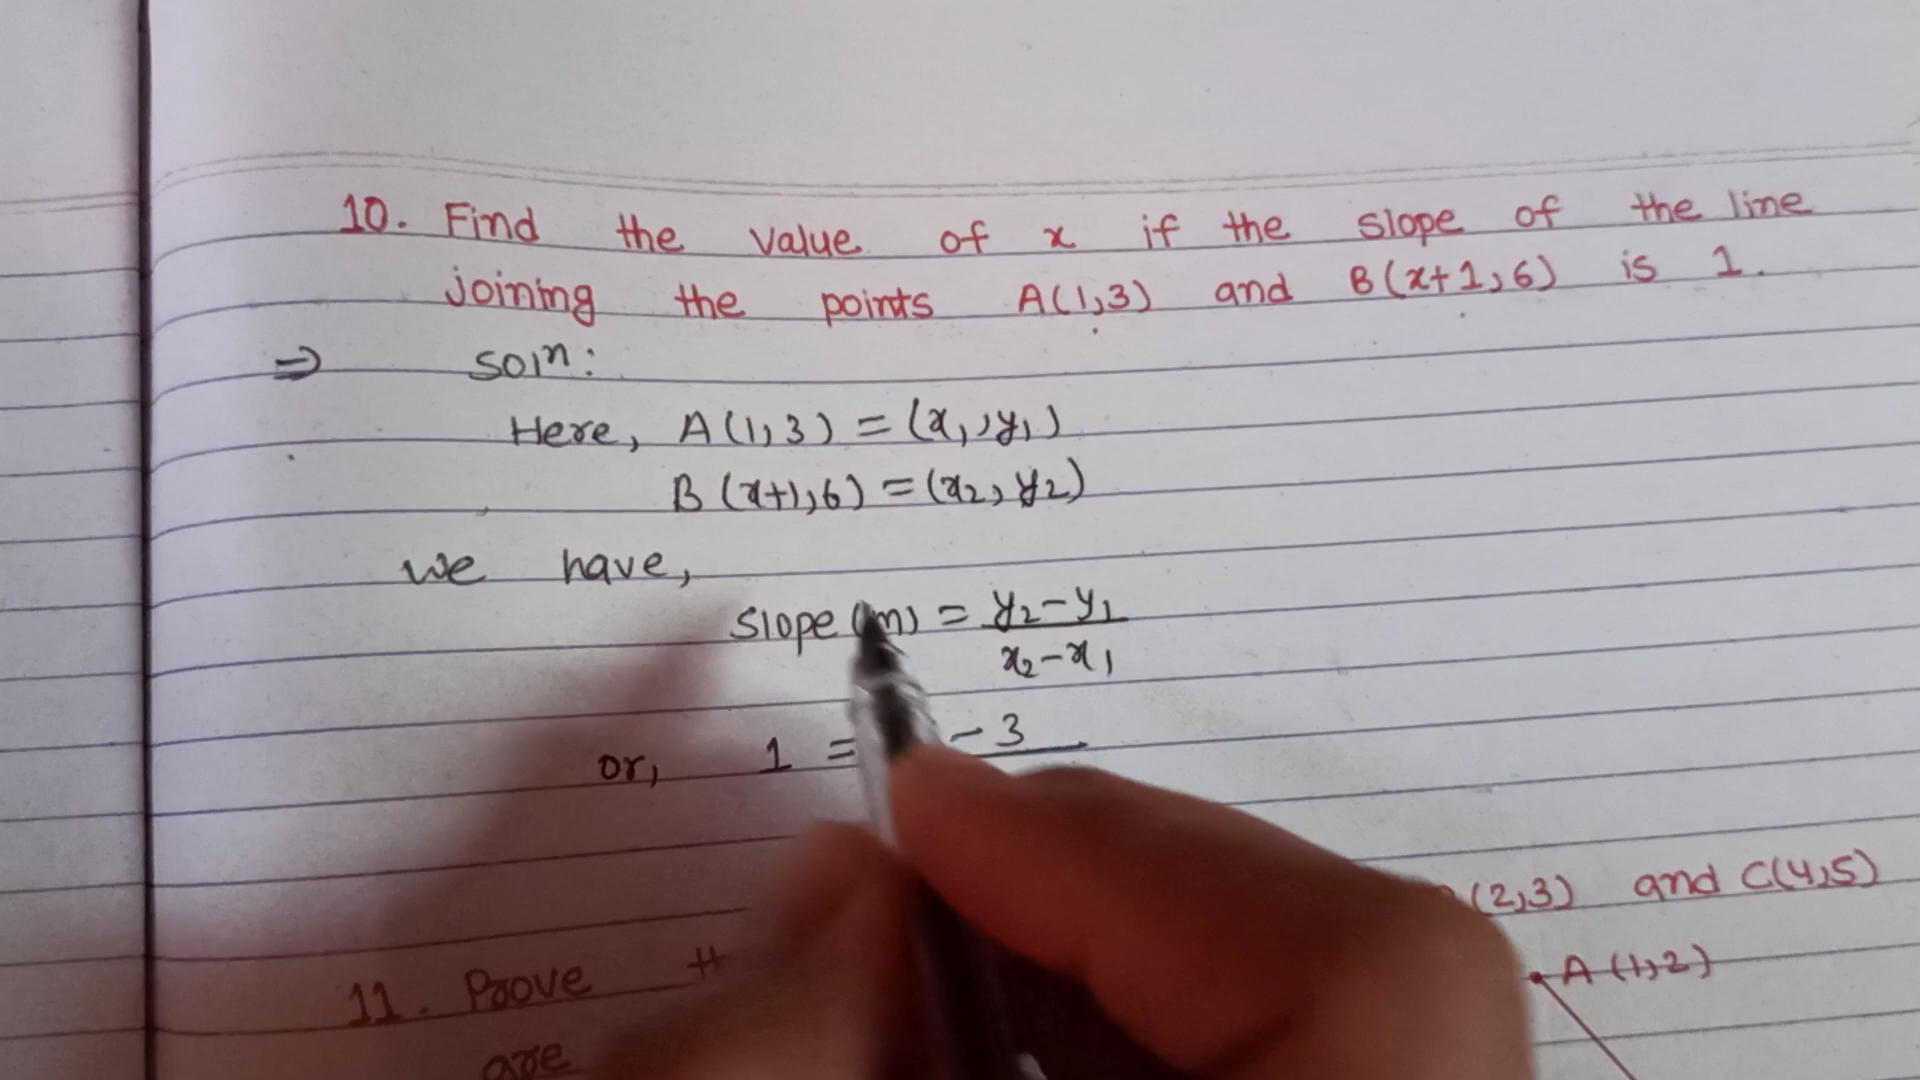 10. Find the value of x if the slope of the line
joining the points A(1,3) and B(x+1,6) is 1.
⇒ Soln:
Here, A(1,3) = (x₁,y₁)
B(x+1,6) = (x₂,y₂)
We have,
Slope(m) = y₂-y₁
x₂-x₁
or, 1 = - 3
(2,3) and C(4,5)
A(1,2)
11. Prove
are